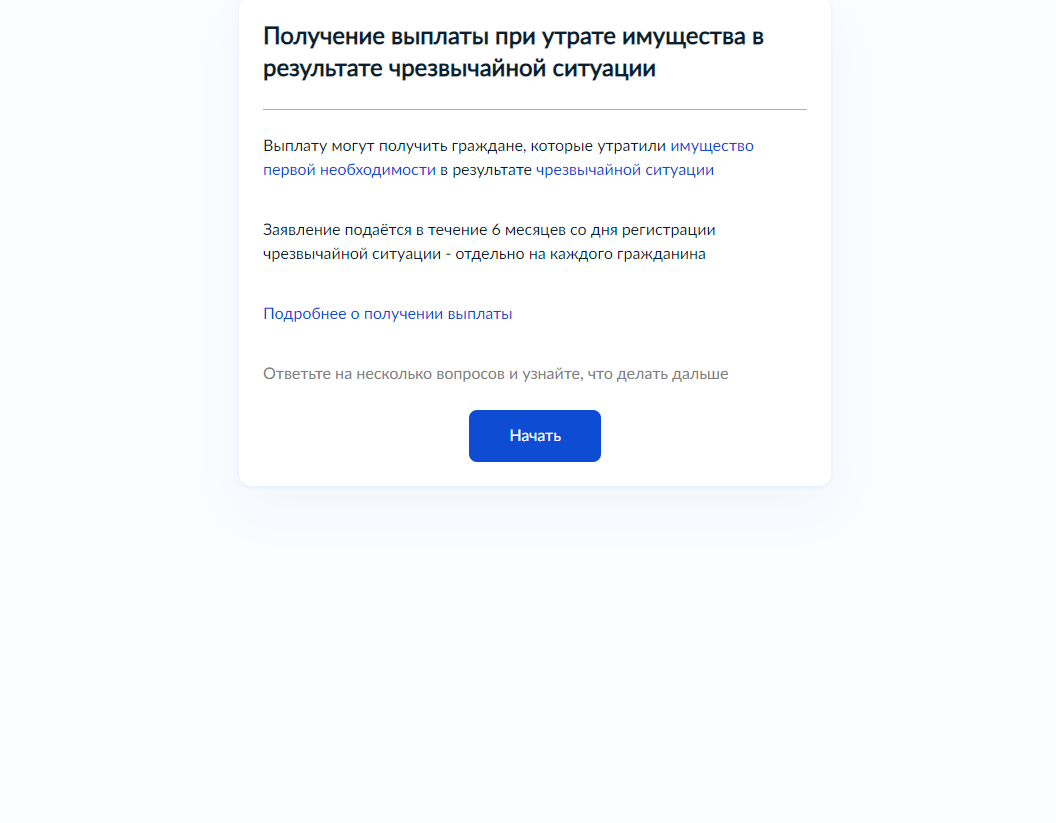 Получение выплаты при утрате имущества в
результате чрезвычайной ситуации
Выплату могут получить граждане, которые утратили имущество
первой необходимости в результате чрезвычайной ситуации
Заявление подаётся в течение 6 месяцев со дня регистрации
чрезвычайной ситуации - отдельно на каждого гражданина
Подробнее о получении выплаты
Ответьте на несколько вопросов и узнайте, что делать дальше
Начать